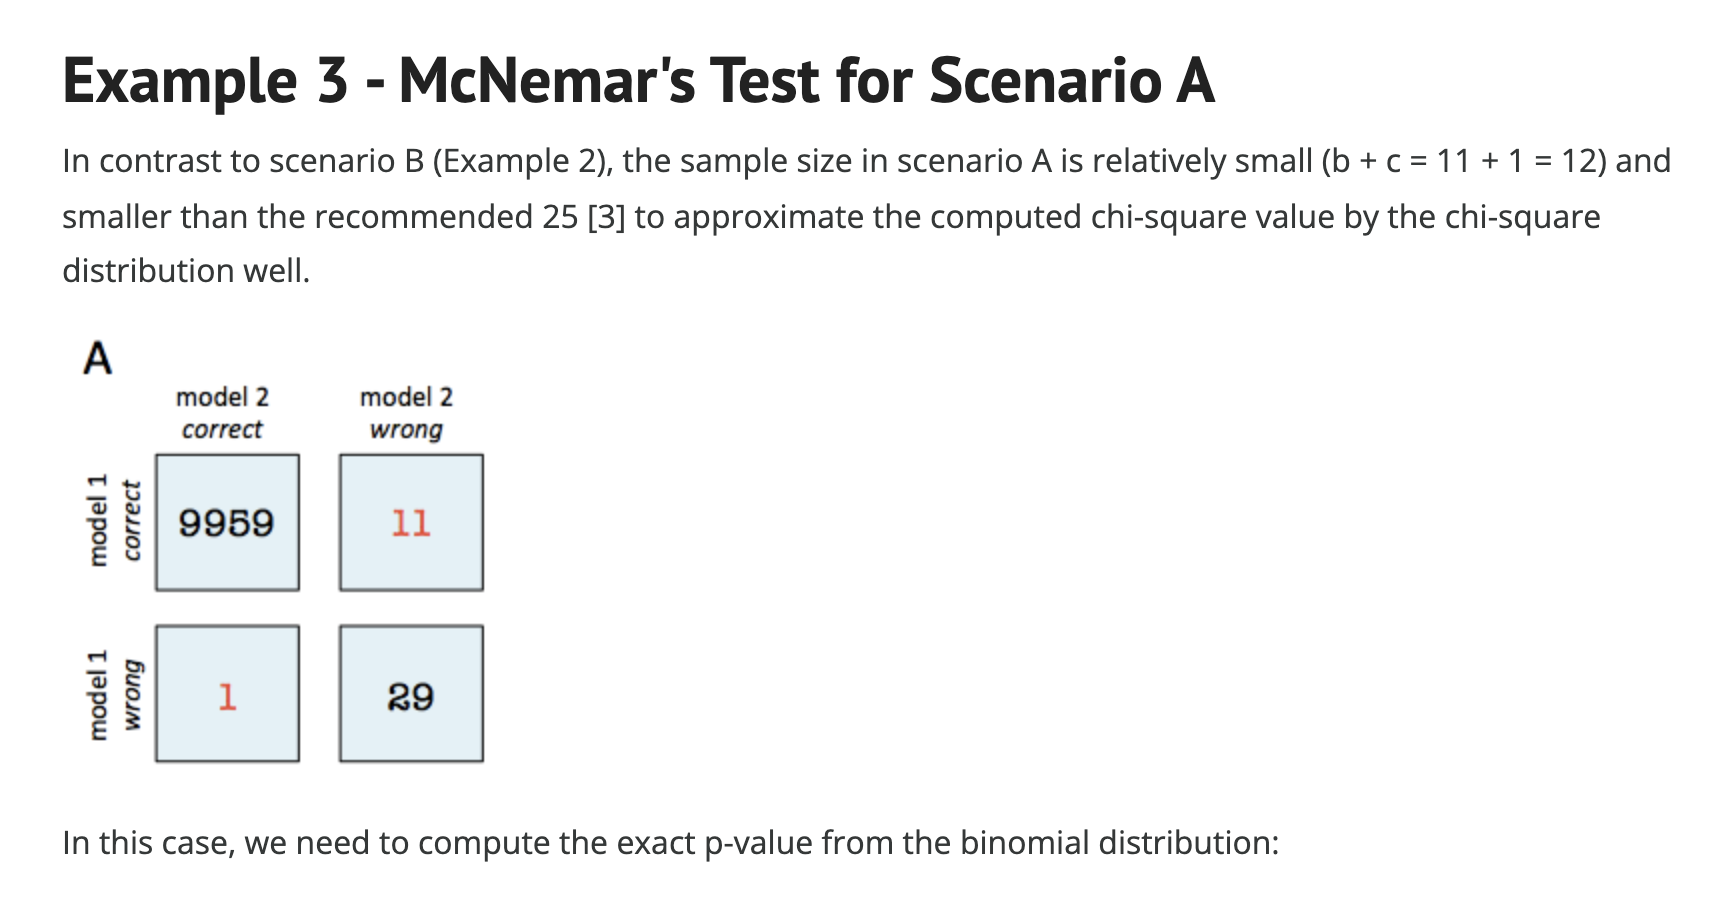 Example 3 - McNemar's Test for Scenario A
In contrast to scenario B (Example 2), the sample size in scenario A is relatively small (b + c = 11 + 1 = 12) and
smaller than the recommended 25 [3] to approximate the computed chi-square value by the chi-square
distribution well.
A
model 2 model 2
correct wrong
model 1
correct
9959 11
model 1
wrong
1 29
In this case, we need to compute the exact p-value from the binomial distribution: